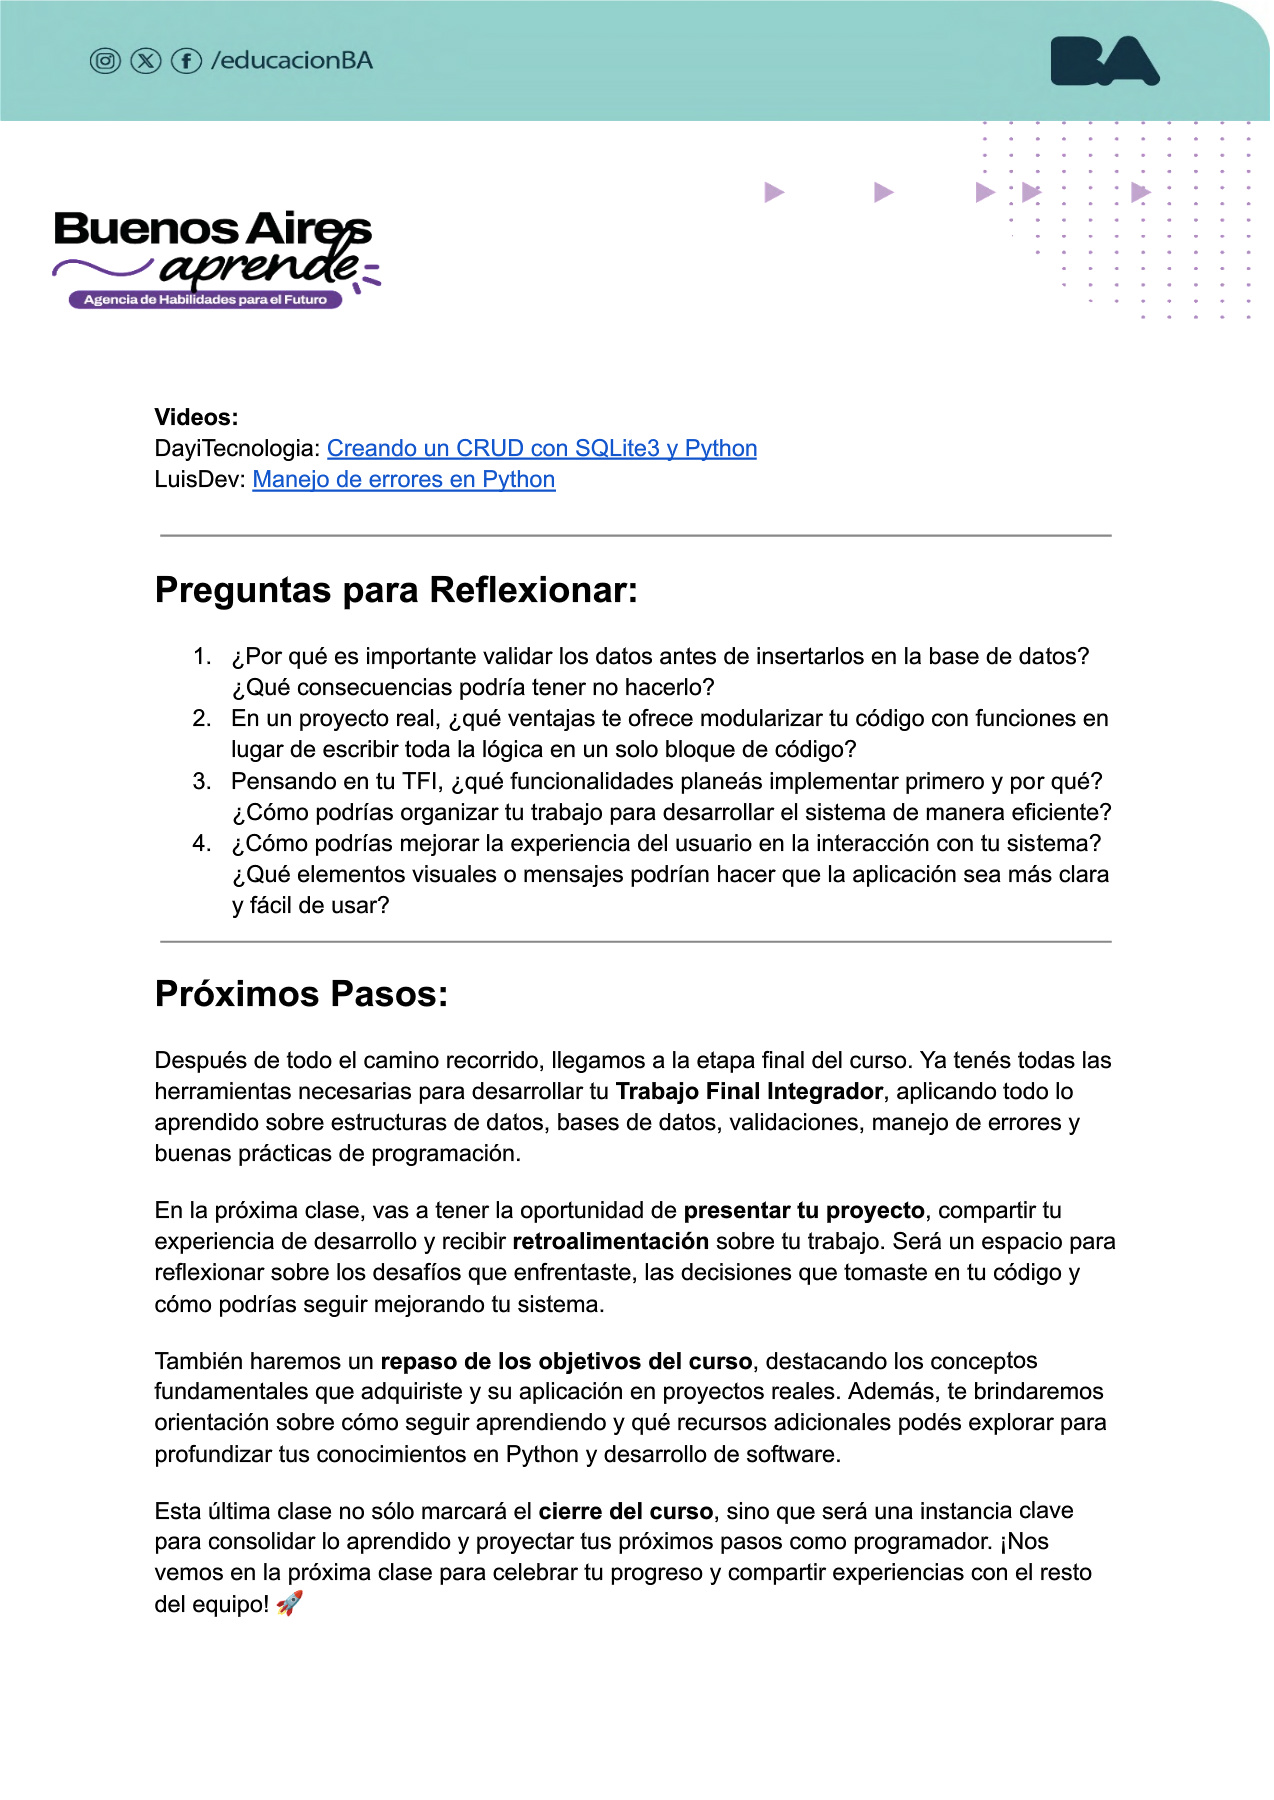 /educacionBA
BA
Buenos Aires
aprende
Agencia de Habilidades para el Futuro
Videos:
DayiTecnologia: Creando un CRUD con SQLite3 y Python
LuisDev: Manejo de errores en Python
Preguntas para Reflexionar:
1. ¿Por qué es importante validar los datos antes de insertarlos en la base de datos?
¿Qué consecuencias podría tener no hacerlo?
2. En un proyecto real, ¿qué ventajas te ofrece modularizar tu código con funciones en
lugar de escribir toda la lógica en un solo bloque de código?
3. Pensando en tu TFI, ¿qué funcionalidades planeás implementar primero y por qué?
¿Cómo podrías organizar tu trabajo para desarrollar el sistema de manera eficiente?
4. ¿Cómo podrías mejorar la experiencia del usuario en la interacción con tu sistema?
¿Qué elementos visuales o mensajes podrían hacer que la aplicación sea más clara
y fácil de usar?
Próximos Pasos:
Después de todo el camino recorrido, llegamos a la etapa final del curso. Ya tenés todas las
herramientas necesarias para desarrollar tu Trabajo Final Integrador, aplicando todo lo
aprendido sobre estructuras de datos, bases de datos, validaciones, manejo de errores y
buenas prácticas de programación.
En la próxima clase, vas a tener la oportunidad de presentar tu proyecto, compartir tu
experiencia de desarrollo y recibir retroalimentación sobre tu trabajo. Será un espacio para
reflexionar sobre los desafíos que enfrentaste, las decisiones que tomaste en tu código y
cómo podrías seguir mejorando tu sistema.
También haremos un repaso de los objetivos del curso, destacando los conceptos
fundamentales que adquiriste y su aplicación en proyectos reales. Además, te brindaremos
orientación sobre cómo seguir aprendiendo y qué recursos adicionales podés explorar para
profundizar tus conocimientos en Python y desarrollo de software.
Esta última clase no sólo marcará el cierre del curso, sino que será una instancia clave
para consolidar lo aprendido y proyectar tus próximos pasos como programador. ¡Nos
vemos en la próxima clase para celebrar tu progreso y compartir experiencias con el resto
del equipo! 🚀